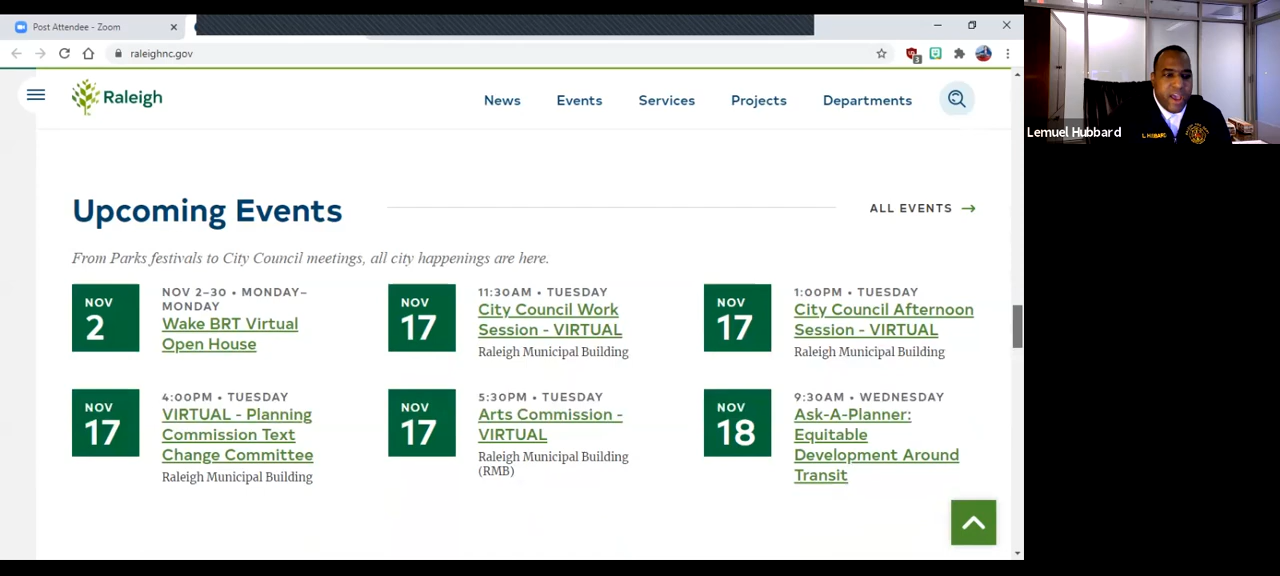 Post Attendee - Zoom
raleighnc.gov
3
Raleigh
News
Events
Services
Projects
Departments
Lemuel Hubbard
L. HUBBARD
Upcoming Events
ALL EVENTS →
From Parks festivals to City Council meetings, all city happenings are here.
NOV
2
NOV 2–30 • MONDAY–
MONDAY
Wake BRT Virtual
Open House
NOV
17
11:30AM • TUESDAY
City Council Work
Session - VIRTUAL
Raleigh Municipal Building
NOV
17
1:00PM • TUESDAY
City Council Afternoon
Session - VIRTUAL
Raleigh Municipal Building
NOV
17
4:00PM • TUESDAY
VIRTUAL - Planning
Commission Text
Change Committee
Raleigh Municipal Building
NOV
17
5:30PM • TUESDAY
Arts Commission -
VIRTUAL
Raleigh Municipal Building
(RMB)
NOV
18
9:30AM • WEDNESDAY
Ask-A-Planner:
Equitable
Development Around
Transit